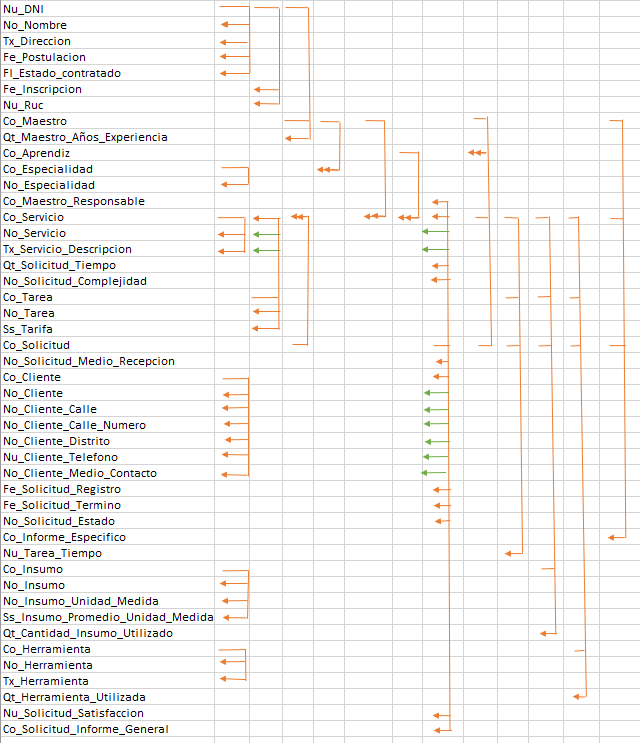 Nu_DNI
No_Nombre
Tx_Direccion
Fe_Postulacion
Fl_Estado_contratado
Fe_Inscripcion
Nu_Ruc
Co_Maestro
Qt_Maestro_Años_Experiencia
Co_Aprendiz
Co_Especialidad
No_Especialidad
Co_Maestro_Responsable
Co_Servicio
No_Servicio
Tx_Servicio_Descripcion
Qt_Solicitud_Tiempo
No_Solicitud_Complejidad
Co_Tarea
No_Tarea
Ss_Tarifa
Co_Solicitud
No_Solicitud_Medio_Recepcion
Co_Cliente
No_Cliente
No_Cliente_Calle
No_Cliente_Calle_Numero
No_Cliente_Distrito
Nu_Cliente_Telefono
No_Cliente_Medio_Contacto
Fe_Solicitud_Registro
Fe_Solicitud_Termino
No_Solicitud_Estado
Co_Informe_Especifico
Nu_Tarea_Tiempo
Co_Insumo
No_Insumo
No_Insumo_Unidad_Medida
Ss_Insumo_Promedio_Unidad_Medida
Qt_Cantidad_Insumo_Utilizado
Co_Herramienta
No_Herramienta
Tx_Herramienta
Qt_Herramienta_Utilizada
Nu_Solicitud_Satisfaccion
Co_Solicitud_Informe_General